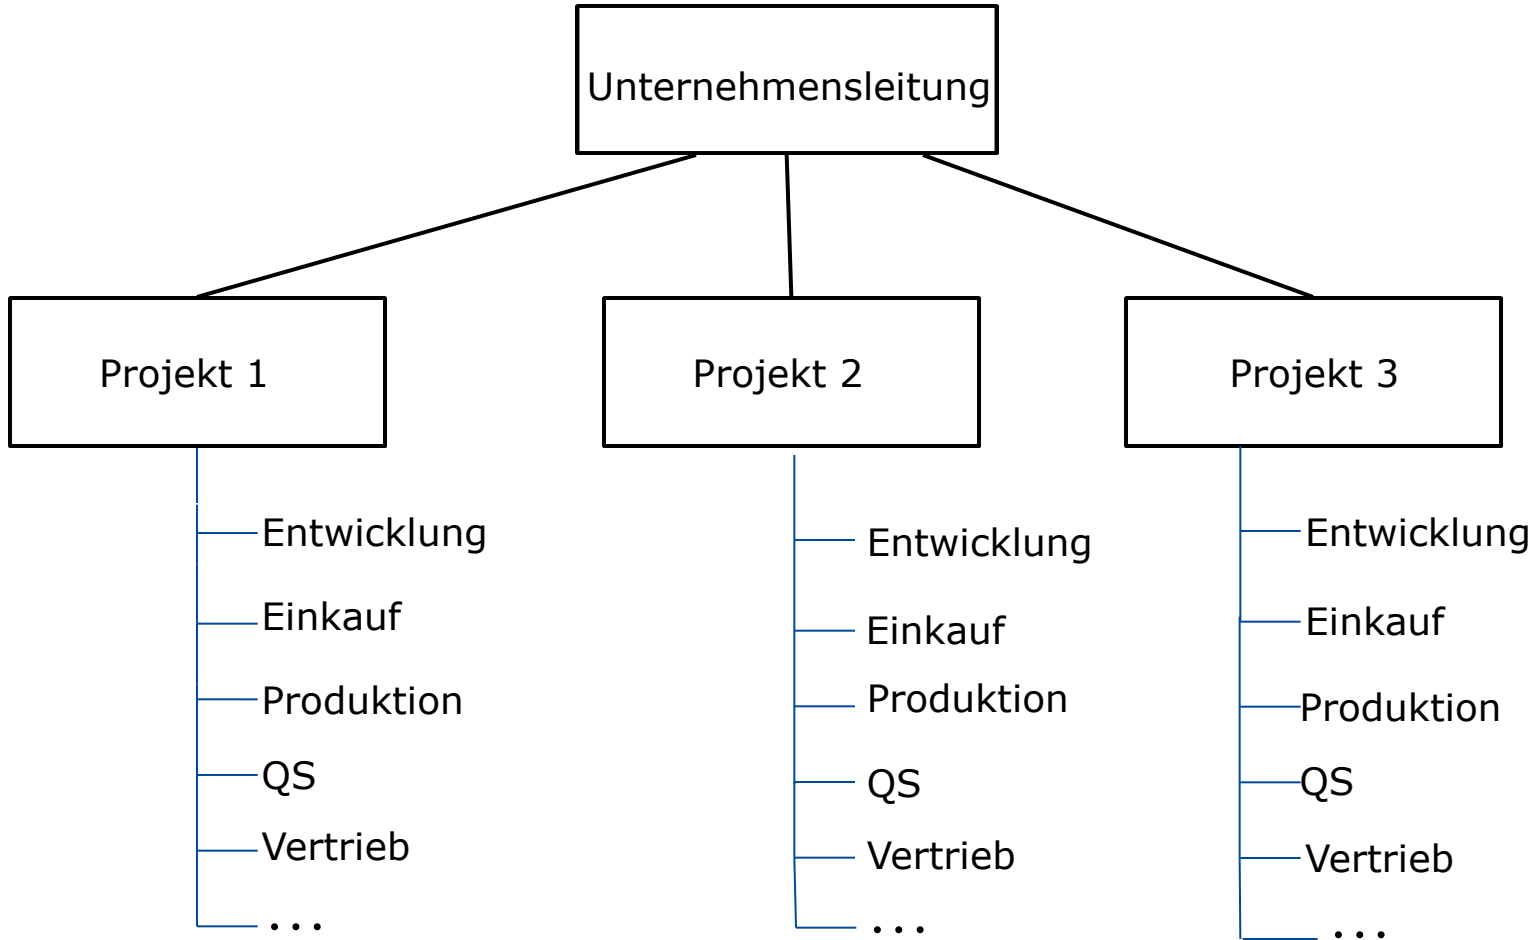 Unternehmensleitung
Projekt 1
Projekt 2
Projekt 3
Entwicklung
Einkauf
Produktion
QS
Vertrieb
...
Entwicklung
Einkauf
Produktion
QS
Vertrieb
...
Entwicklung
Einkauf
Produktion
QS
Vertrieb
...